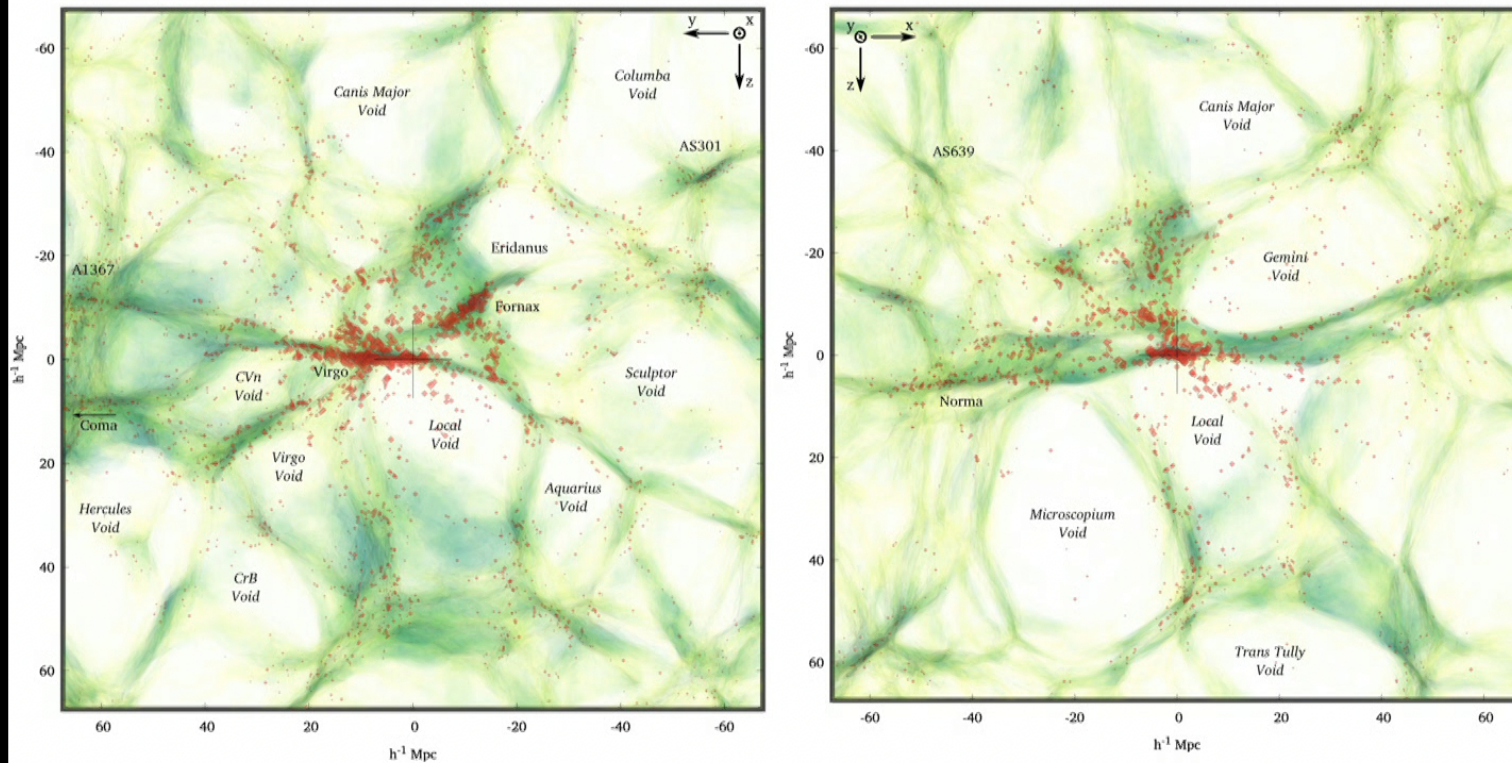 y
x
z
-60
-40
-20
0
20
40
60
h⁻¹ Mpc
Canis Major
Void
Columba
Void
AS301
Eridanus
A1367
Fornax
Virgo
CVn
Void
Sculptor
Void
Coma
Local
Void
Virgo
Void
Aquarius
Void
Hercules
Void
CrB
Void
60
40
20
0
-20
-40
-60
h⁻¹ Mpc
y
x
z
-60
-40
-20
0
20
40
60
h⁻¹ Mpc
Canis Major
Void
AS639
Gemini
Void
Norma
Local
Void
Microscopium
Void
Trans Tully
Void
-60
-40
-20
0
20
40
60
h⁻¹ Mpc